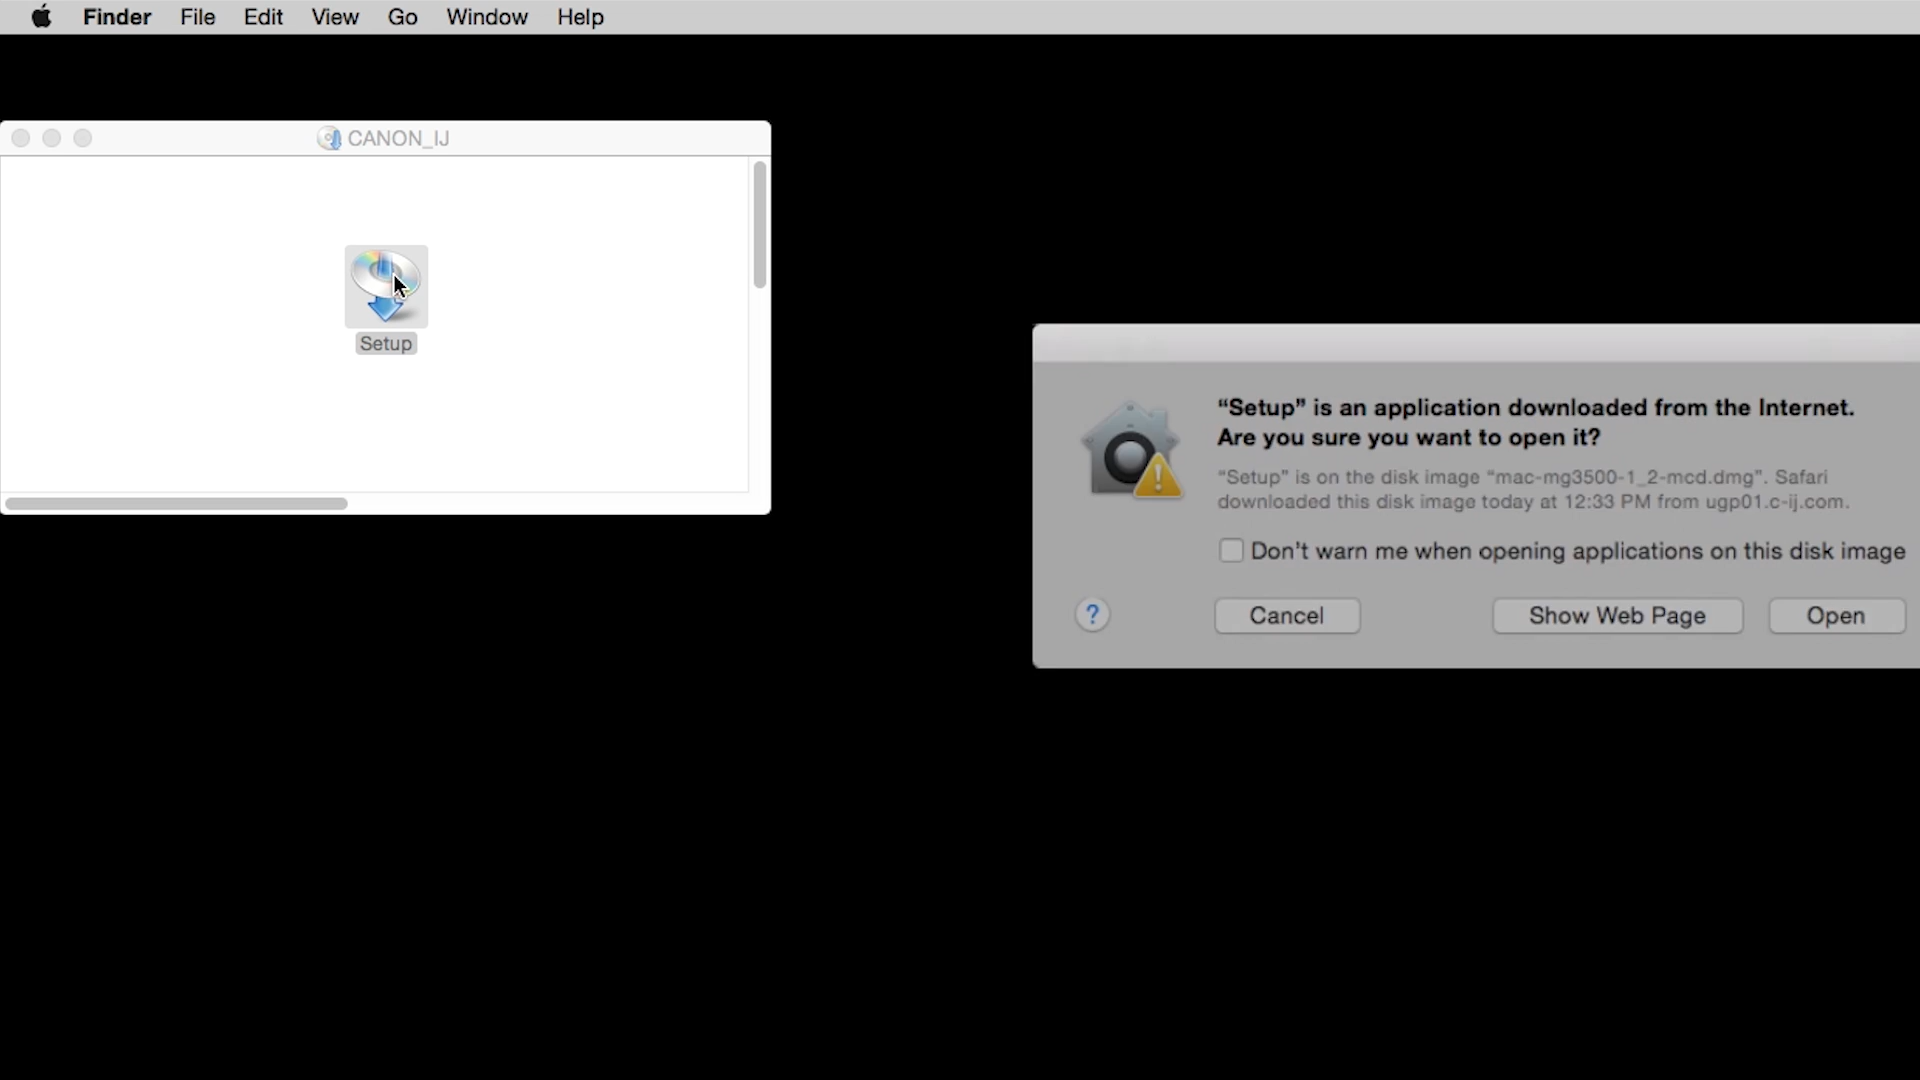 Finder File Edit View Go Window Help
CANON_IJ
Setup
“Setup” is an application downloaded from the Internet.
Are you sure you want to open it?
“Setup” is on the disk image “mac-mg3500-1_2-mcd.dmg”. Safari
downloaded this disk image today at 12:33 PM from ugp01.c-ij.com.
Don't warn me when opening applications on this disk image
? Cancel Show Web Page Open